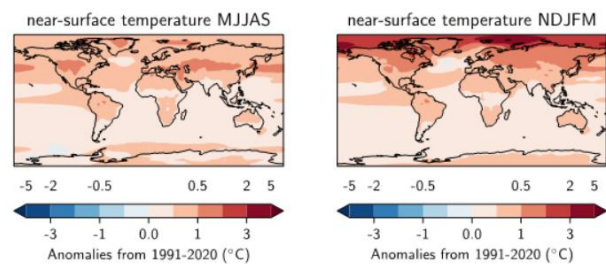 near-surface temperature MJJAS
near-surface temperature NDJFM
-5 -2 -0.5 0.5 2 5
-3 -1 0.0 1 3
Anomalies from 1991-2020 (°C)
-5 -2 -0.5 0.5 2 5
-3 -1 0.0 1 3
Anomalies from 1991-2020 (°C)